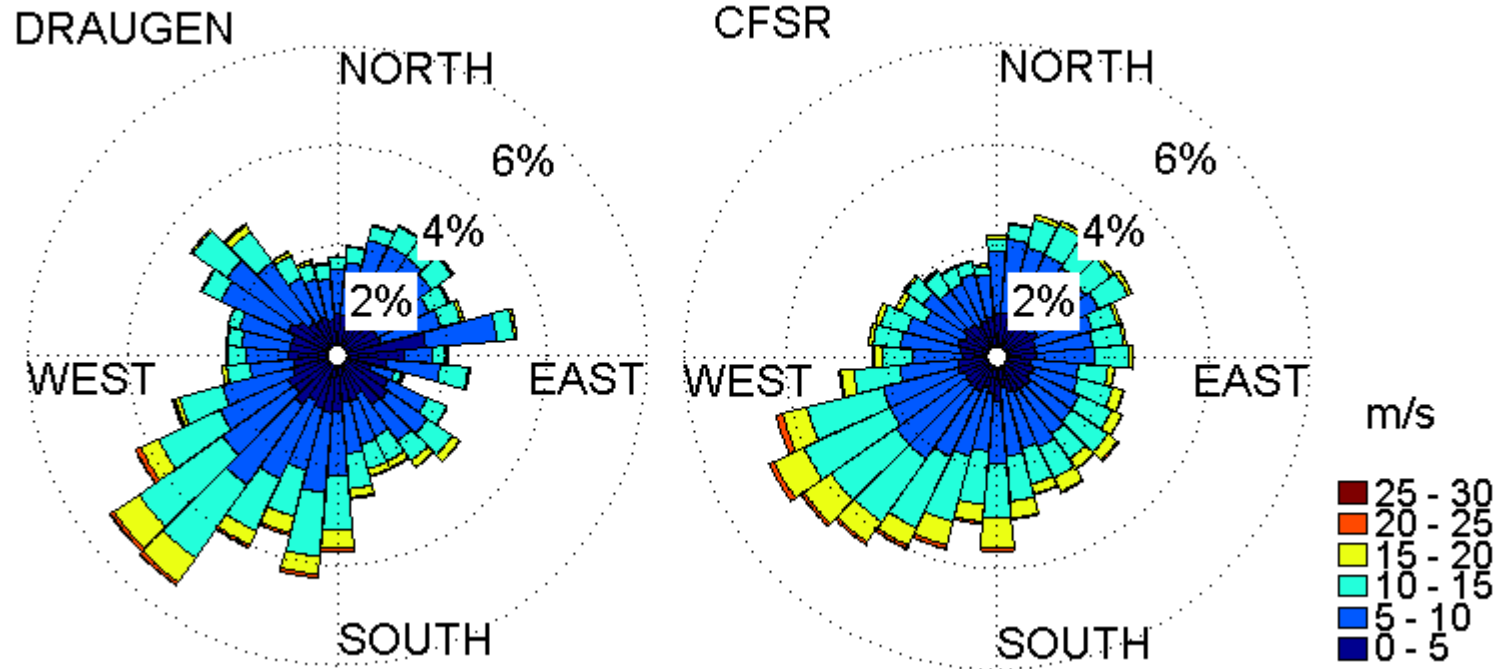 DRAUGEN
NORTH
6%
4%
2%
WEST
EAST
SOUTH
CFSR
NORTH
6%
4%
2%
WEST
EAST
SOUTH
m/s
25 - 30
20 - 25
15 - 20
10 - 15
5 - 10
0 - 5